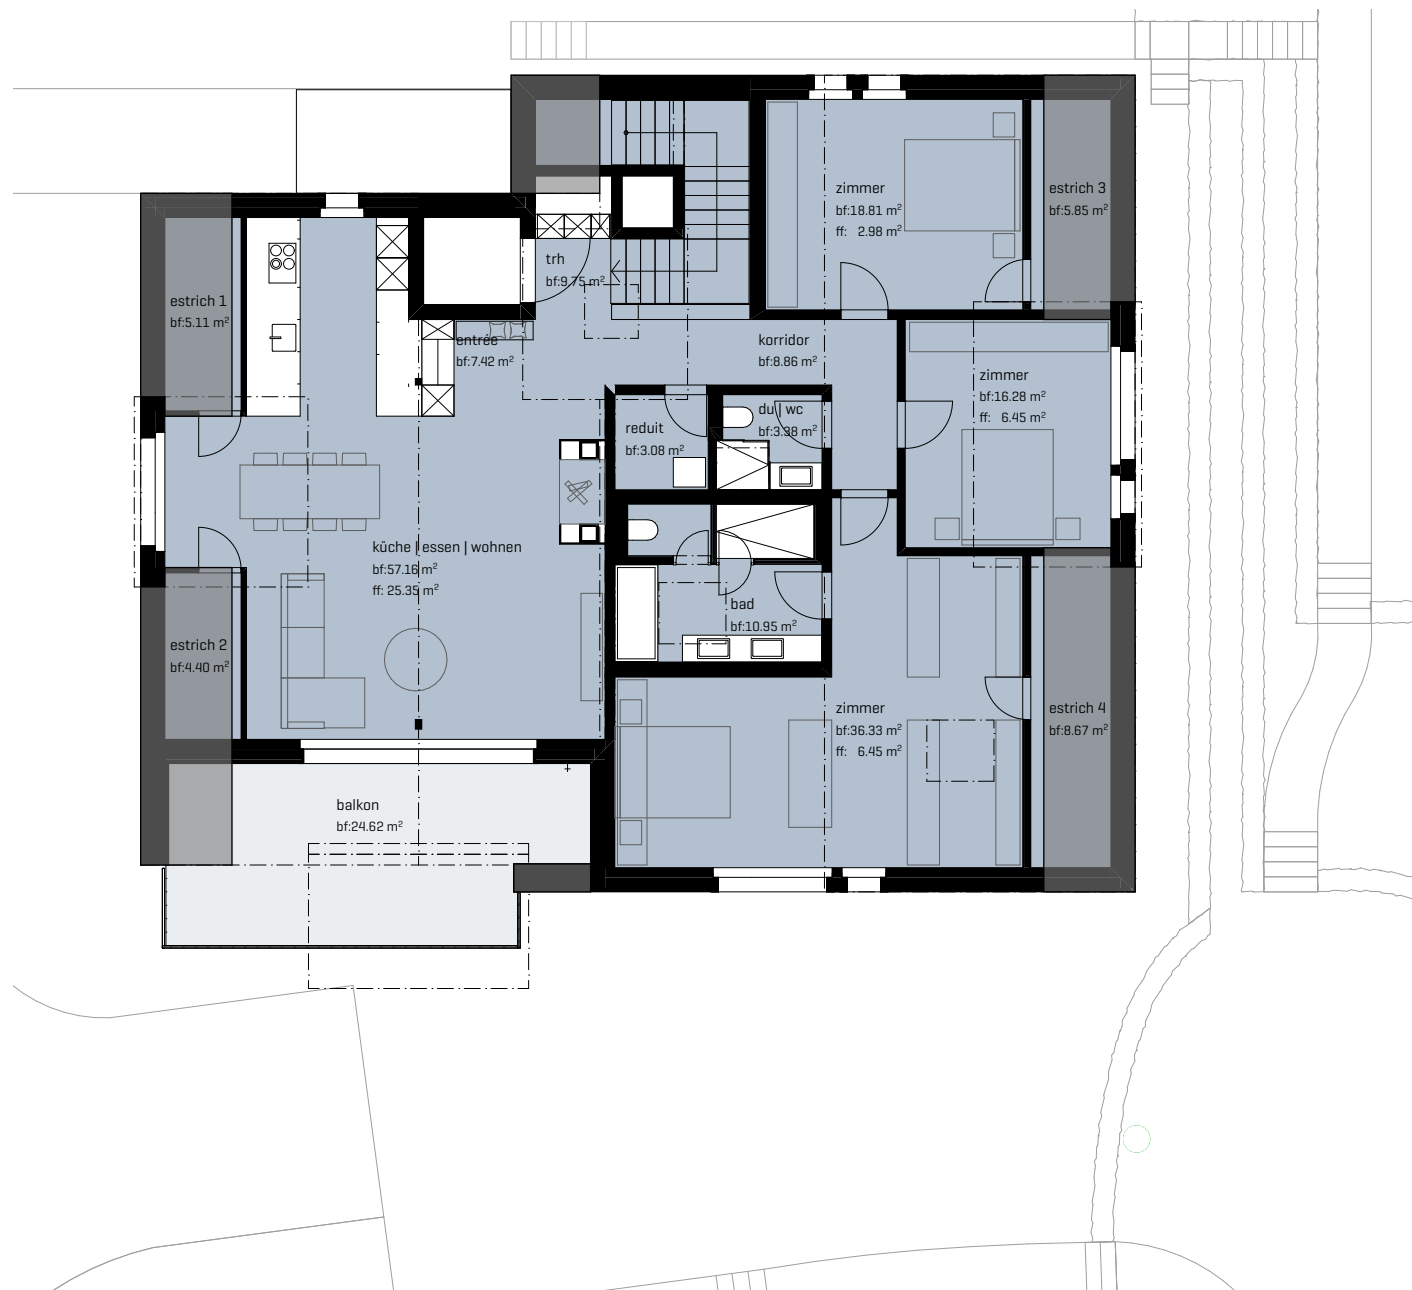 zimmer
bf:18.81 m²
ff: 2.98 m²
estrich 3
bf:5.85 m²
trh
bf:9.75 m²
estrich 1
bf:5.11 m²
entrée
bf:7.42 m²
korridor
bf:8.86 m²
zimmer
bf:16.28 m²
ff: 6.45 m²
reduit
bf:3.08 m²
du | wc
bf:3.38 m²
küche | essen | wohnen
bf:57.16 m²
ff: 25.35 m²
bad
bf:10.95 m²
estrich 2
bf:4.40 m²
zimmer
bf:36.33 m²
ff: 6.45 m²
estrich 4
bf:8.67 m²
balkon
bf:24.62 m²